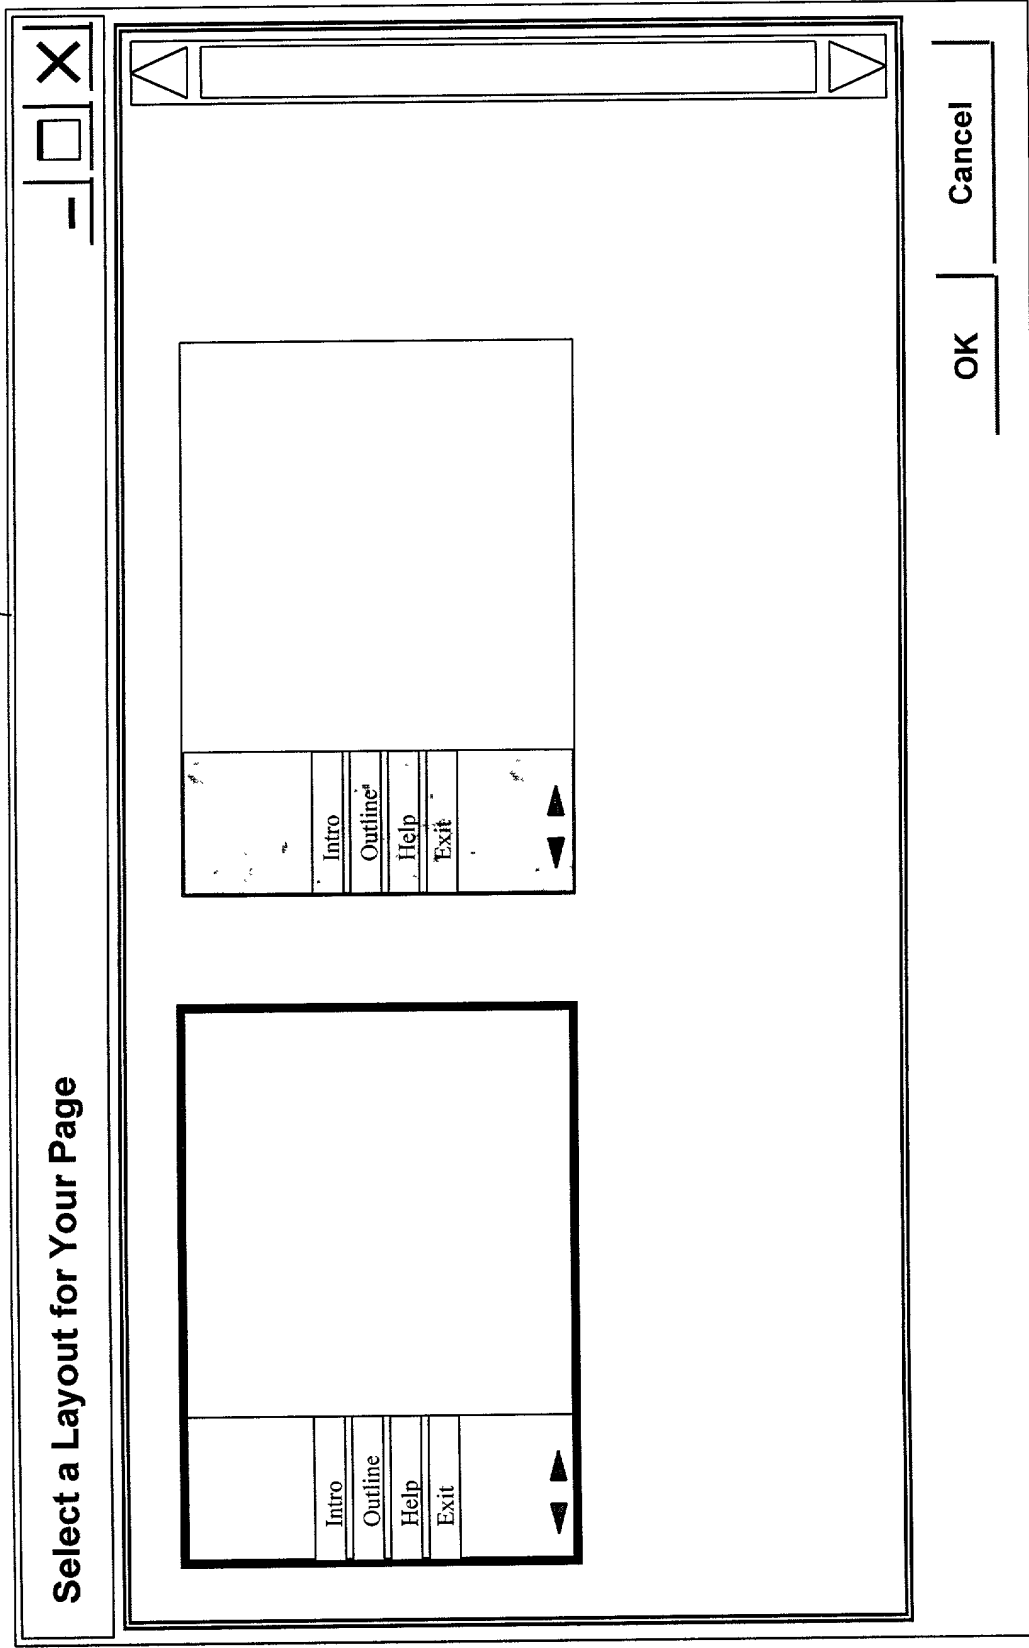 Select a Layout for Your Page
Intro
Outline
Help
Exit
Intro
Outline
Help
Exit
OK
Cancel